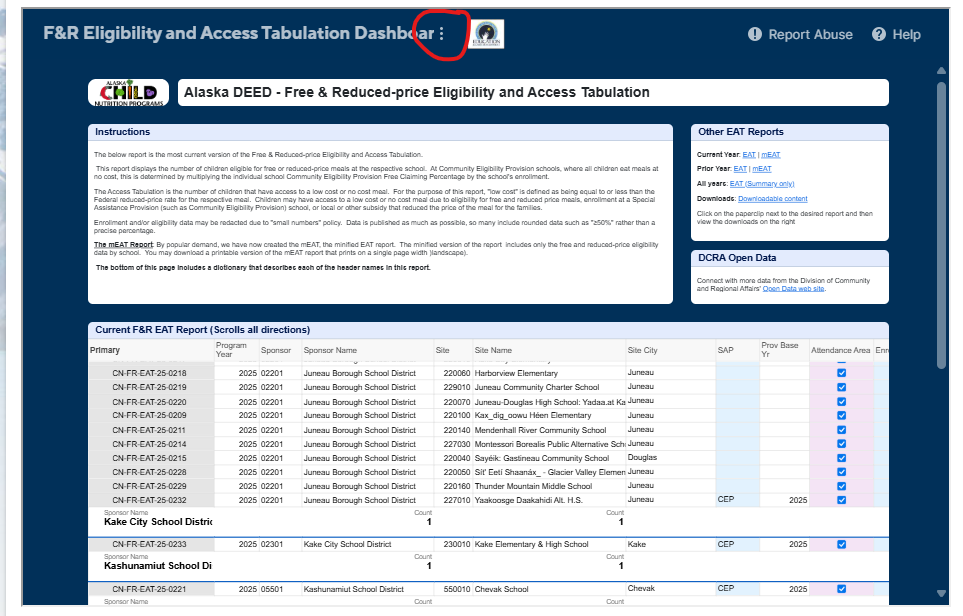 F&R Eligibility and Access Tabulation Dashboar
EDUCATION
Report Abuse
Help
ALASKA
CHILD
NUTRITION PROGRAMS
Alaska DEED - Free & Reduced-price Eligibility and Access Tabulation
Instructions
The below report is the most current version of the Free & Reduced-price Eligibility and Access Tabulation.
This report displays the number of children eligible for free or reduced meals at the respective school. At Community Eligibility Provision schools, where all children eat meals at
no cost, this is determined by multiplying the individual school Community Eligibility Provision Free Claiming Percentage by the school's enrollment.
The Access Tabulation is the number of children that have access to a low cost or no cost meal. For the purpose of this report, "low cost" is defined as being equal to or less than the
Federal reduced-price rate for the respective meal. Children may have access to a low cost or no cost meal due to eligibility for free and reduced price meals, enrollment at a Special
Assistance Provision (such as Community Eligibility Provision) school, or local or other subsidy that reduced the price of the meal for the families.
Enrollment and/or eligibility data may be redacted due to "small numbers" policy. Data is published as much as possible, so many include rounded data such as "≥50%" rather than a
precise percentage.
The mEAT Report: By popular demand, we have now created the mEAT, the minified EAT report. The minified version of the report includes only the free and reduced-price eligibility
data by school. You may download a printable version of the mEAT report that prints on a single page width )landscape).
The bottom of this page includes a dictionary that describes each of the header names in this report.
Other EAT Reports
Current Year: EAT | mEAT
Prior Year: EAT | mEAT
All years: EAT (Summary only)
Downloads: Downloadable content
Click on the paperclip next to the desired report and then
view the downloads on the right
DCRA Open Data
Connect with more data from the Division of Community
and Regional Affairs' Open Data web site.
Current F&R EAT Report (Scrolls all directions)
Primary Program Year Sponsor Sponsor Name Site Site Name Site City SAP Prov Base Yr Attendance Area Enr
CN-FR-EAT-25-0218 2025 02201 Juneau Borough School District 220060 Harborview Elementary Juneau
CN-FR-EAT-25-0219 2025 02201 Juneau Borough School District 229010 Juneau Community Charter School Juneau
CN-FR-EAT-25-0220 2025 02201 Juneau Borough School District 220070 Juneau-Douglas High School: Yadaa.at Ka Juneau
CN-FR-EAT-25-0209 2025 02201 Juneau Borough School District 220100 Kax_dig_oowu Héen Elementary Juneau
CN-FR-EAT-25-0211 2025 02201 Juneau Borough School District 220140 Mendenhall River Community School Juneau
CN-FR-EAT-25-0214 2025 02201 Juneau Borough School District 227030 Montessori Borealis Public Alternative Sch Juneau
CN-FR-EAT-25-0215 2025 02201 Juneau Borough School District 220040 Sayéik: Gastineau Community School Douglas
CN-FR-EAT-25-0228 2025 02201 Juneau Borough School District 220050 Sít' Eetí Shaanáx_ - Glacier Valley Elemen Juneau
CN-FR-EAT-25-0229 2025 02201 Juneau Borough School District 220160 Thunder Mountain Middle School Juneau
CN-FR-EAT-25-0232 2025 02201 Juneau Borough School District 227010 Yaakoosge Daakahidi Alt. H.S. Juneau CEP 2025
Sponsor Name Count Count
Kake City School Distric 1 1
CN-FR-EAT-25-0233 2025 02301 Kake City School District 230010 Kake Elementary & High School Kake CEP 2025
Sponsor Name Count Count
Kashunamiut School Di 1 1
CN-FR-EAT-25-0221 2025 05501 Kashunamiut School District 550010 Chevak School Chevak CEP 2025
Sponsor Name Count Count